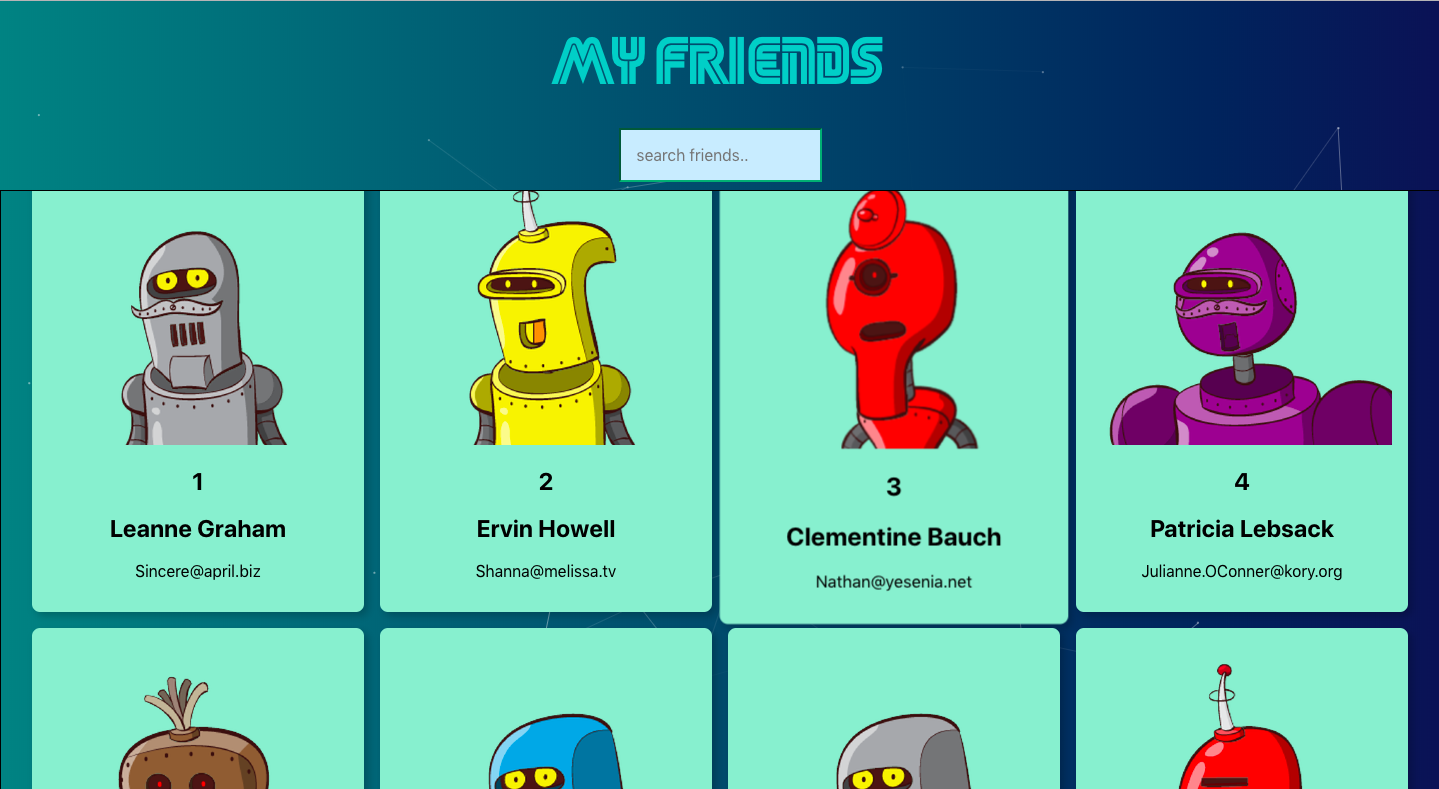 MY FRIENDS
search friends..
1
Leanne Graham
Sincere@april.biz
2
Ervin Howell
Shanna@melissa.tv
3
Clementine Bauch
Nathan@yesenia.net
4
Patricia Lebsack
Julianne.OConner@kory.org